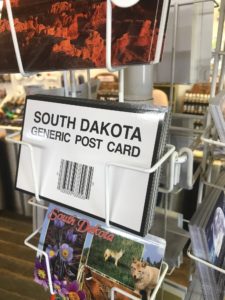 SOUTH DAKOTA
GENERIC POST CARD
South Dakota